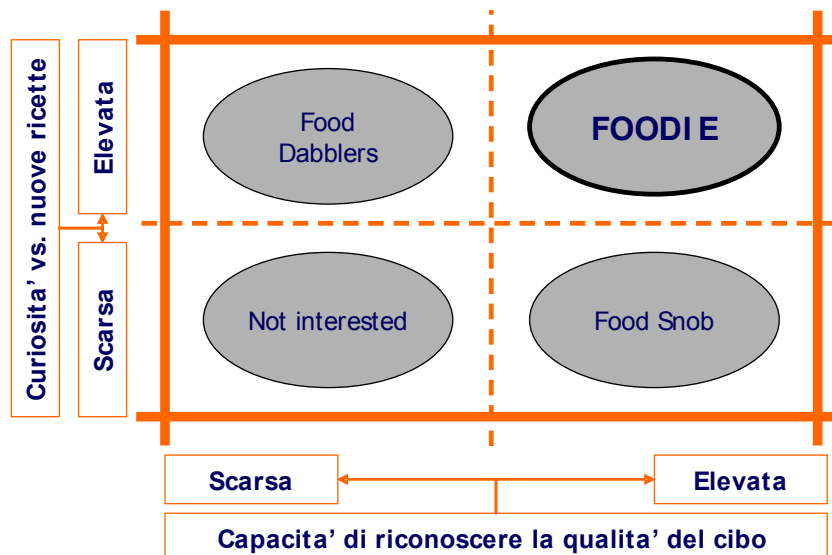 Curiosita’ vs. nuove ricette
Elevata
Scarsa
Food
Dabblers
FOODIE
Not interested
Food Snob
Scarsa
Elevata
Capacita’ di riconoscere la qualita’ del cibo